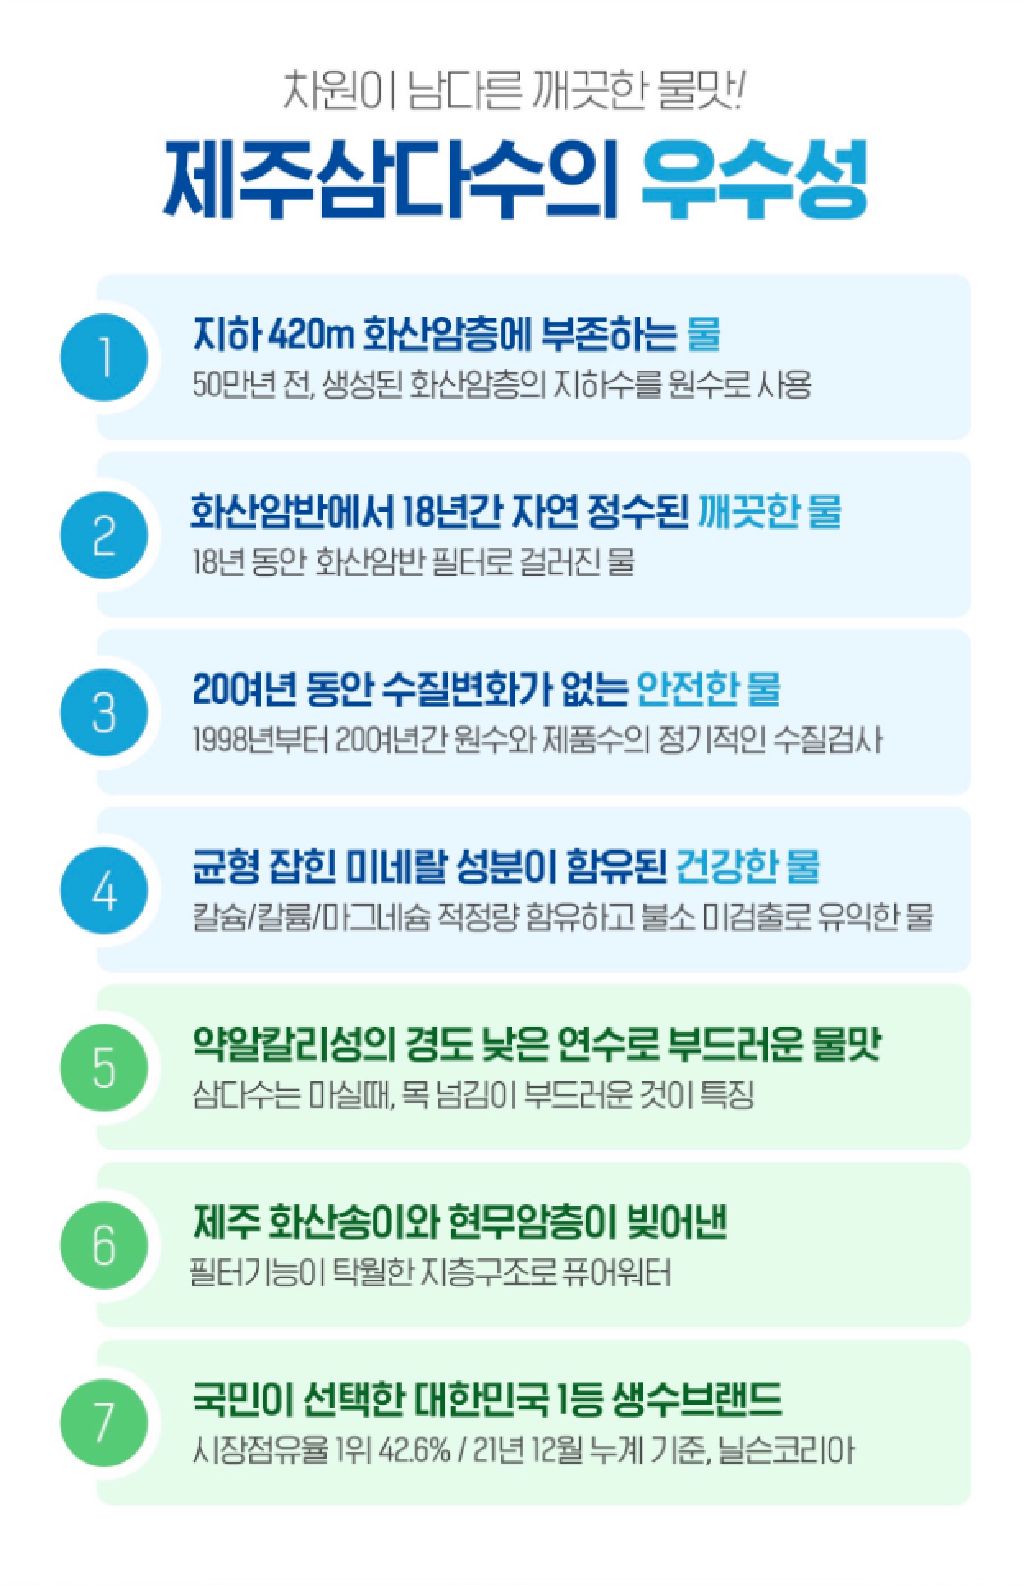 차원이 남다른 깨끗한 물맛!
제주삼다수의 우수성
1
지하 420m 화산암층에 부존하는 물
50만년 전, 생성된 화산암층의 지하수를 원수로 사용
2
화산암반에서 18년간 자연 정수된 깨끗한 물
18년 동안 화산암반 필터로 걸러진 물
3
20여년 동안 수질변화가 없는 안전한 물
1998년부터 20여년간 원수와 제품수의 정기적인 수질검사
4
균형 잡힌 미네랄 성분이 함유된 건강한 물
칼슘/칼륨/마그네슘 적정량 함유하고 불소 미검출로 유익한 물
5
약알칼리성의 경도 낮은 연수로 부드러운 물맛
삼다수는 마실때, 목 넘김이 부드러운 것이 특징
6
제주 화산송이와 현무암층이 빚어낸
필터기능이 탁월한 지층구조로 퓨어워터
7
국민이 선택한 대한민국 1등 생수브랜드
시장점유율 1위 42.6% / 21년 12월 누계 기준, 닐슨코리아